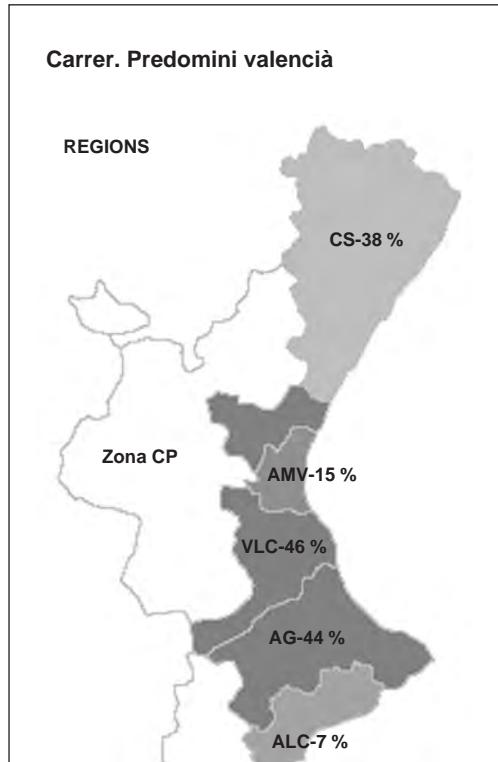 Carrer. Predomini valencià
REGIONS
CS-38 %
Zona CP
AMV-15 %
VLC-46 %
AG-44 %
ALC-7 %